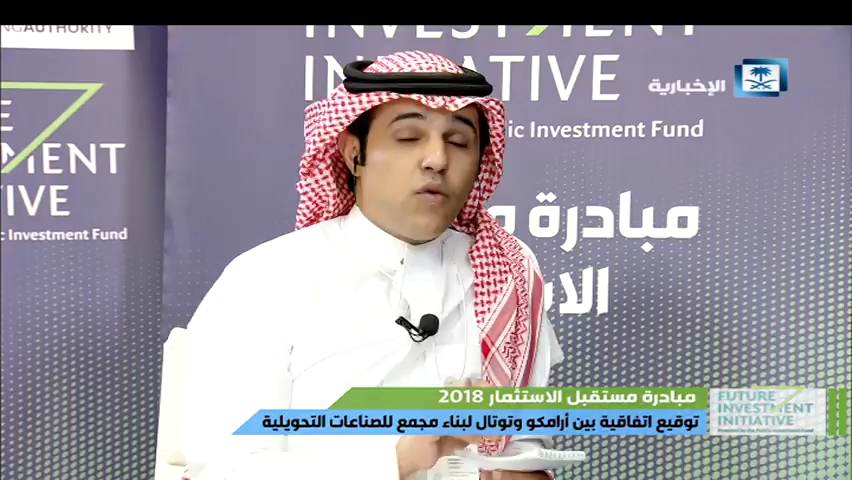 AUTHORITY
INVESTMENT
INITIATIVE
Public Investment Fund
MENT
IVE
Investment Fund
الإخبارية
مبادرة
مبادرة مستقبل الاستثمار 2018
توقيع اتفاقية بين أرامكو وتوتال لبناء مجمع للصناعات التحويلية
FUTURE
INVESTMENT
INITIATIVE